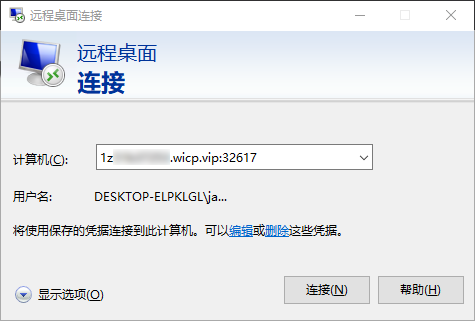 远程桌面连接
远程桌面
连接
计算机(C): 1z .wicp.vip:32617
用户名: DESKTOP-ELPKLGL\ja...
将使用保存的凭据连接到此计算机。可以编辑或删除这些凭据。
显示选项(O) 连接(N) 帮助(H)